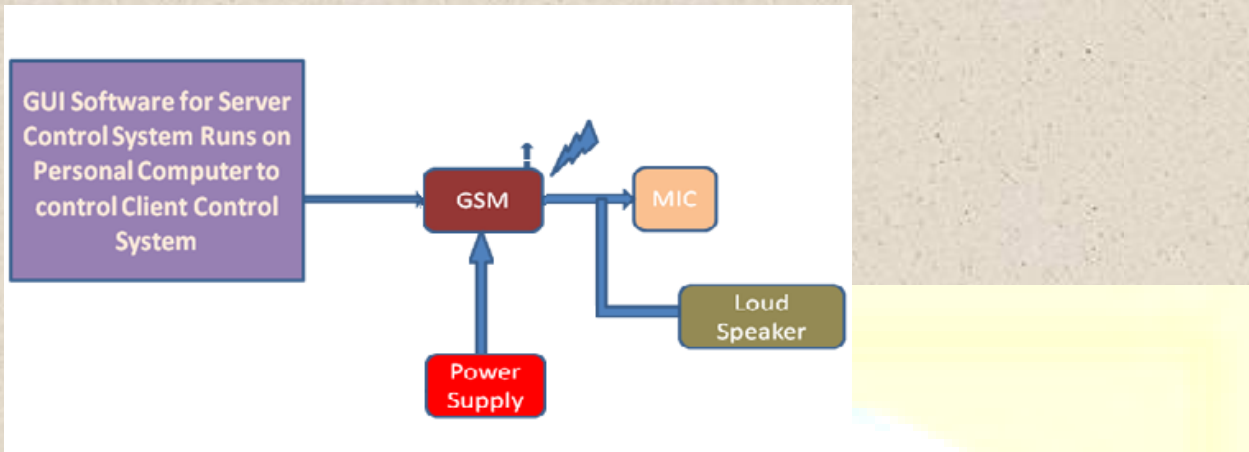 GUI Software for Server
Control System Runs on
Personal Computer to
control Client Control
System
GSM
MIC
Loud
Speaker
Power
Supply